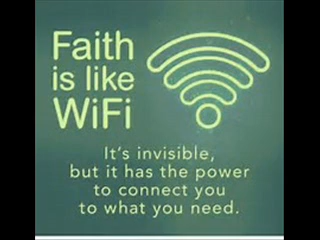 Faith
is like
WiFi
It's invisible,
but it has the power
to connect you
to what you need.